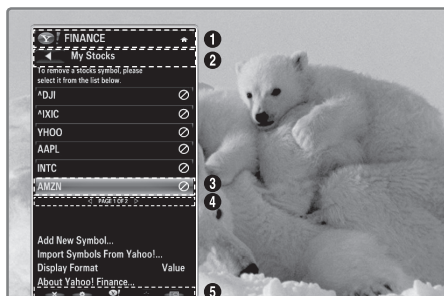 Y! FINANCE
1
My Stocks
2
To remove a stocks symbol, please
select it from the list below.
^DJI
^IXIC
YHOO
AAPL
INTC
AMZN
3
PAGE 1 OF 2
4
Add New Symbol...
Import Symbols From Yahoo!...
Display Format Value
About Yahoo! Finance...
Y!
5